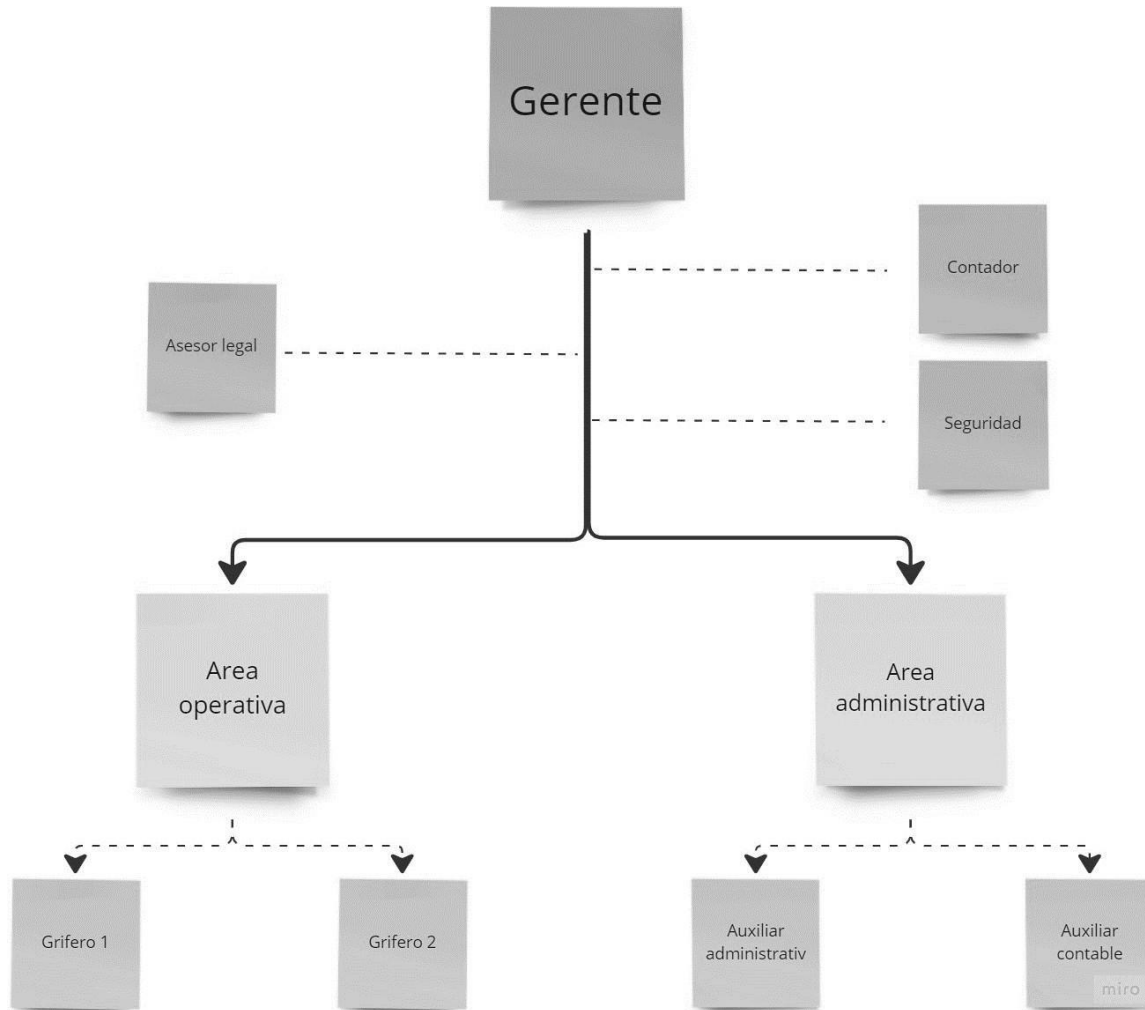 Gerente
Contador
Asesor legal
Seguridad
Area
operativa
Area
administrativa
Grifero 1
Grifero 2
Auxiliar
administrativ
Auxiliar
contable
miro